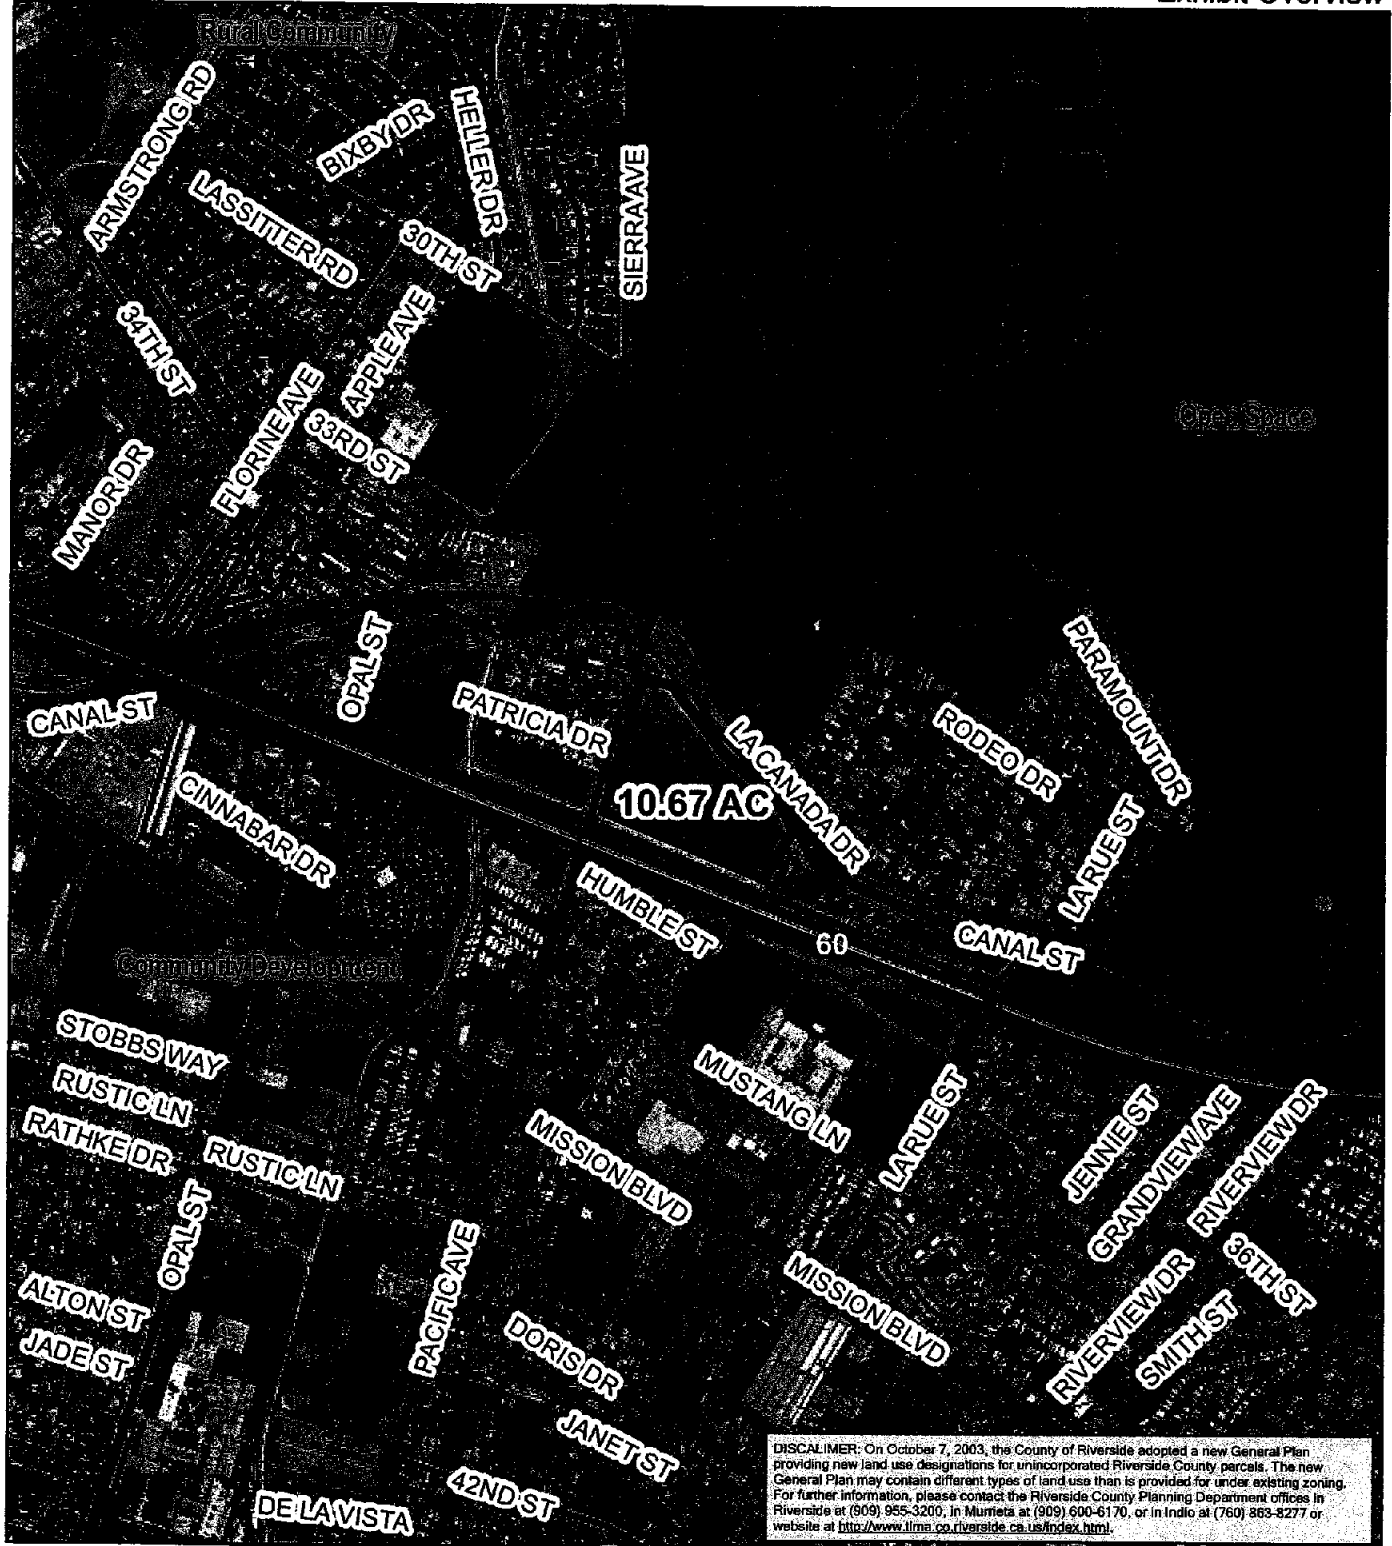 Exhibit Overview
Rural Community
ARMSTRONG RD
BIXBY DR
HELLER DR
SIERRA AVE
LASSITTER RD
30TH ST
34TH ST
APPLE AVE
FLORINE AVE
33RD ST
Open Space
MANOR DR
OPAL ST
PARAMOUNT DR
CANAL ST
PATRICIA DR
LA CANADA DR
RODEO DR
CINNABAR DR
10.67 AC
LA RUE ST
HUMBLE ST
60
CANAL ST
Community Development
STOBBS WAY
RUSTIC LN
RATHKE DR
RUSTIC LN
MUSTANG LN
MISSION BLVD
LA RUE ST
JENNIE ST
GRANDVIEW AVE
RIVERVIEW DR
OPAL ST
36TH ST
ALTON ST
PACIFIC AVE
MISSION BLVD
RIVERVIEW DR
SMITH ST
JADE ST
DORIS DR
JANET ST
42ND ST
DE LA VISTA
DISCALIMER: On October 7, 2003, the County of Riverside adopted a new General Plan
providing new land use designations for unincorporated Riverside County parcels. The new
General Plan may contain different types of land use than is provided for under existing zoning.
For further information, please contact the Riverside County Planning Department offices in
Riverside at (909) 955-3200, in Murrieta at (909) 600-6170, or in Indio at (760) 863-8277 or
website at http://www.tlma.co.riverside.ca.us/index.html.